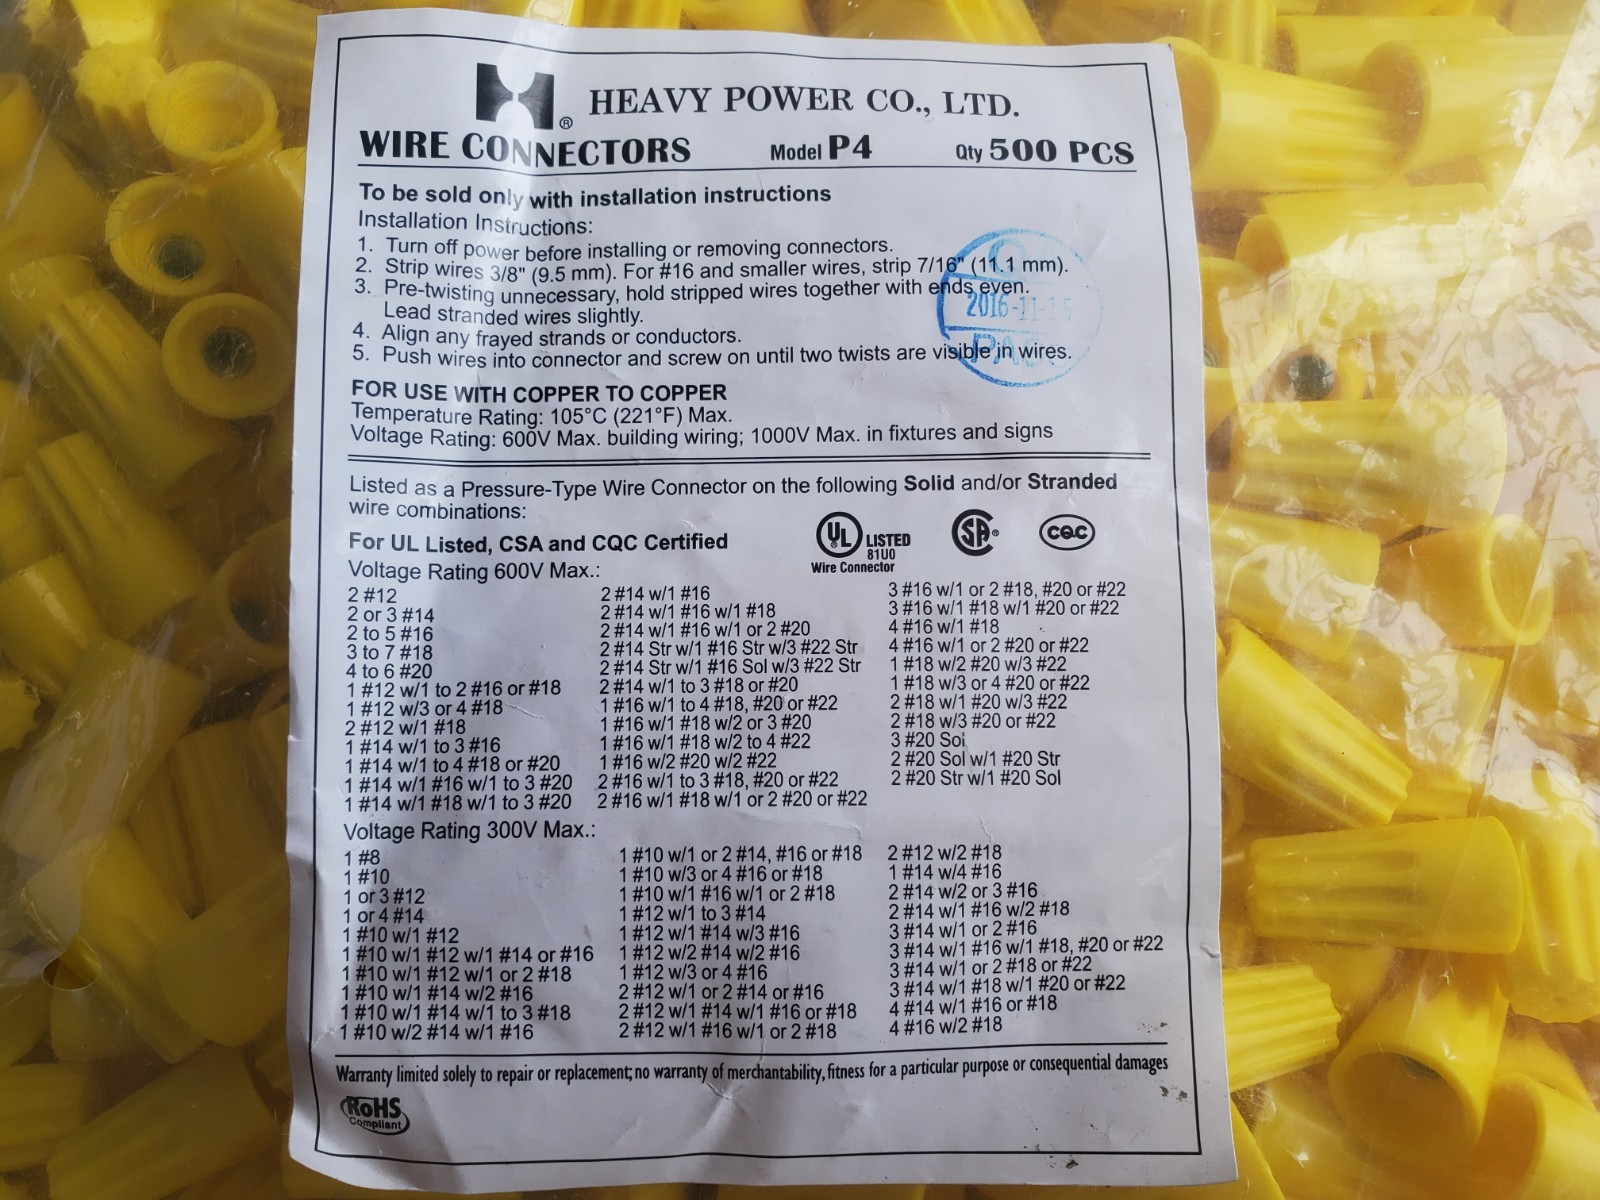 HEAVY POWER CO., LTD.
®
WIRE CONNECTORS Model P4 Qty 500 PCS
To be sold only with installation instructions
Installation Instructions:
1. Turn off power before installing or removing connectors.
2. Strip wires 3/8" (9.5 mm). For #16 and smaller wires, strip 7/16" (11.1 mm).
3. Pre-twisting unnecessary, hold stripped wires together with ends even.
Lead stranded wires slightly.
4. Align any frayed strands or conductors.
5. Push wires into connector and screw on until two twists are visible in wires.
2016-11-15
FOR USE WITH COPPER TO COPPER
Temperature Rating: 105°C (221°F) Max.
Voltage Rating: 600V Max. building wiring; 1000V Max. in fixtures and signs
Listed as a Pressure-Type Wire Connector on the following Solid and/or Stranded
wire combinations:
For UL Listed, CSA and CQC Certified
UL LISTED
81U0
Wire Connector
SA®
CQC
Voltage Rating 600V Max.:
2 #12
2 or 3 #14
2 to 5 #16
3 to 7 #18
4 to 6 #20
1 #12 w/1 to 2 #16 or #18
1 #12 w/3 or 4 #18
2 #12 w/1 #18
1 #14 w/1 to 3 #16
1 #14 w/1 to 4 #18 or #20
1 #14 w/1 #16 w/1 to 3 #20
1 #14 w/1 #18 w/1 to 3 #20
2 #14 w/1 #16
2 #14 w/1 #16 w/1 #18
2 #14 w/1 #16 w/1 or 2 #20
2 #14 Str w/1 #16 Str w/3 #22 Str
2 #14 Str w/1 #16 Sol w/3 #22 Str
2 #14 w/1 to 3 #18 or #20
1 #16 w/1 to 4 #18, #20 or #22
1 #16 w/1 #18 w/2 or 3 #20
1 #16 w/1 #18 w/2 to 4 #22
1 #16 w/2 #20 w/2 #22
2 #16 w/1 to 3 #18, #20 or #22
2 #16 w/1 #18 w/1 or 2 #20 or #22
3 #16 w/1 or 2 #18, #20 or #22
3 #16 w/1 #18 w/1 #20 or #22
4 #16 w/1 #18
4 #16 w/1 or 2 #20 or #22
1 #18 w/2 #20 w/3 #22
1 #18 w/3 or 4 #20 or #22
2 #18 w/1 #20 w/3 #22
2 #18 w/3 #20 or #22
3 #20 Sol
2 #20 Sol w/1 #20 Str
2 #20 Str w/1 #20 Sol
Voltage Rating 300V Max.:
1 #8
1 #10
1 or 3 #12
1 or 4 #14
1 #10 w/1 #12
1 #10 w/1 #12 w/1 #14 or #16
1 #10 w/1 #12 w/1 or 2 #18
1 #10 w/1 #14 w/2 #16
1 #10 w/1 #14 w/1 to 3 #18
1 #10 w/2 #14 w/1 #16
1 #10 w/1 or 2 #14, #16 or #18
1 #10 w/3 or 4 #16 or #18
1 #10 w/1 #16 w/1 or 2 #18
1 #12 w/1 to 3 #14
1 #12 w/1 #14 w/3 #16
1 #12 w/2 #14 w/2 #16
1 #12 w/3 or 4 #16
2 #12 w/1 or 2 #14 or #16
2 #12 w/1 #14 w/1 #16 or #18
2 #12 w/1 #16 w/1 or 2 #18
2 #12 w/2 #18
1 #14 w/4 #16
2 #14 w/2 or 3 #16
2 #14 w/1 #16 w/2 #18
3 #14 w/1 or 2 #16
3 #14 w/1 #16 w/1 #18, #20 or #22
3 #14 w/1 or 2 #18 or #22
3 #14 w/1 #18 w/1 #20 or #22
4 #14 w/1 #16 or #18
4 #16 w/2 #18
Warranty limited solely to repair or replacement; no warranty of merchantability, fitness for a particular purpose or consequential damages
RoHS
Compliant